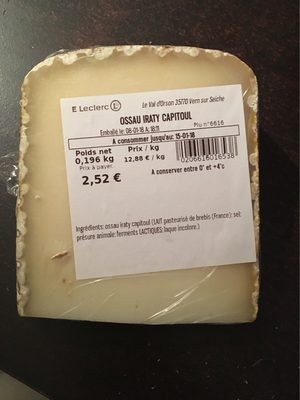 E.Leclerc
Le Val d'Orson 35770 Vern sur Seiche
OSSAU IRATY CAPITOUL
Emballé le: 08-01-18 A: 18:11 Plu n°6616
A consommer jusqu'au: 15-01-18
Poids net Prix / kg
0,196 kg 12,88 € / kg
Prix à payer
2,52 €
0206616016538
A conserver entre 0° et +4°c
Ingrédients: ossau iraty capitoul (LAIT pasteurisé de brebis (France); sel;
présure animale; ferments LACTIQUES; laque incolore.)